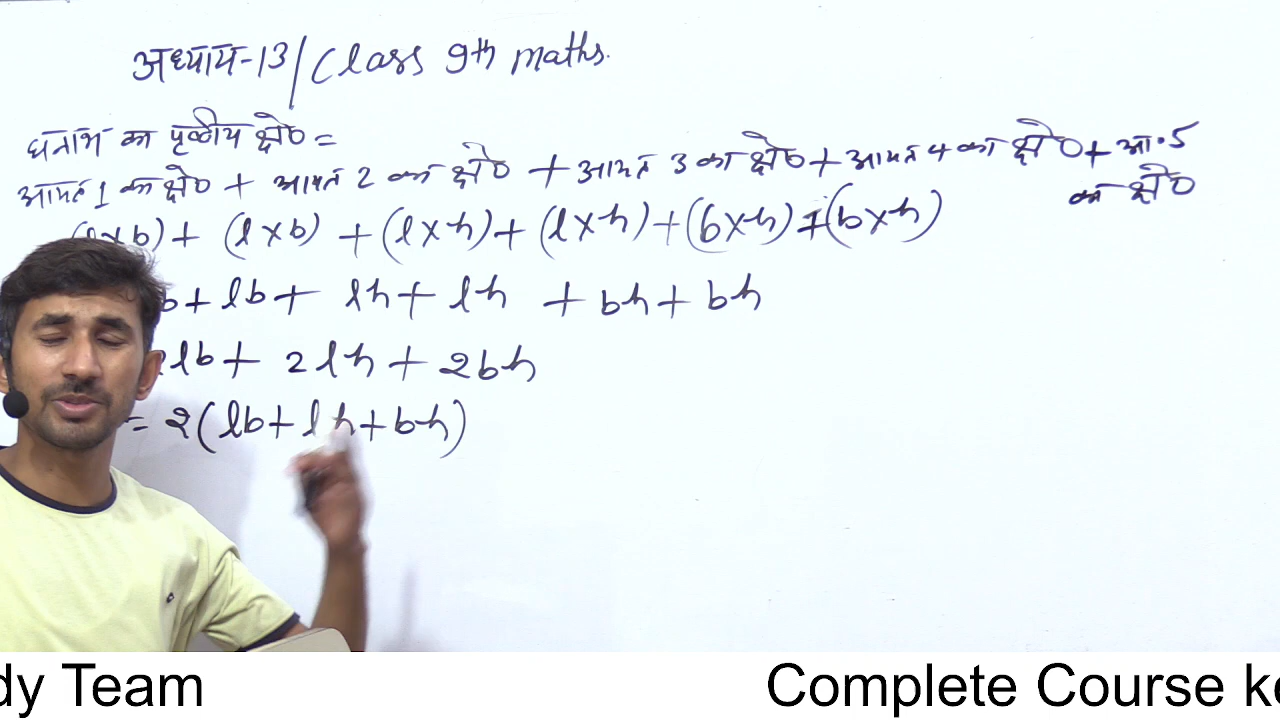 अध्याय-13/Class 9th maths.
घनाभ का पृष्ठीय क्षे० =
आयत 1 का क्षे० + आयत 2 का क्षे० + आयत 3 का क्षे० + आयत 4 का क्षे० + आ॰ 5
का क्षे०
(l×b) + (l×b) + (l×h) + (l×h) + (b×h) + (b×h)
b + lb + lh + lh + bh + bh
lb + 2lh + 2bh
= 2(lb + lh + bh)
dy Team Complete Course ke